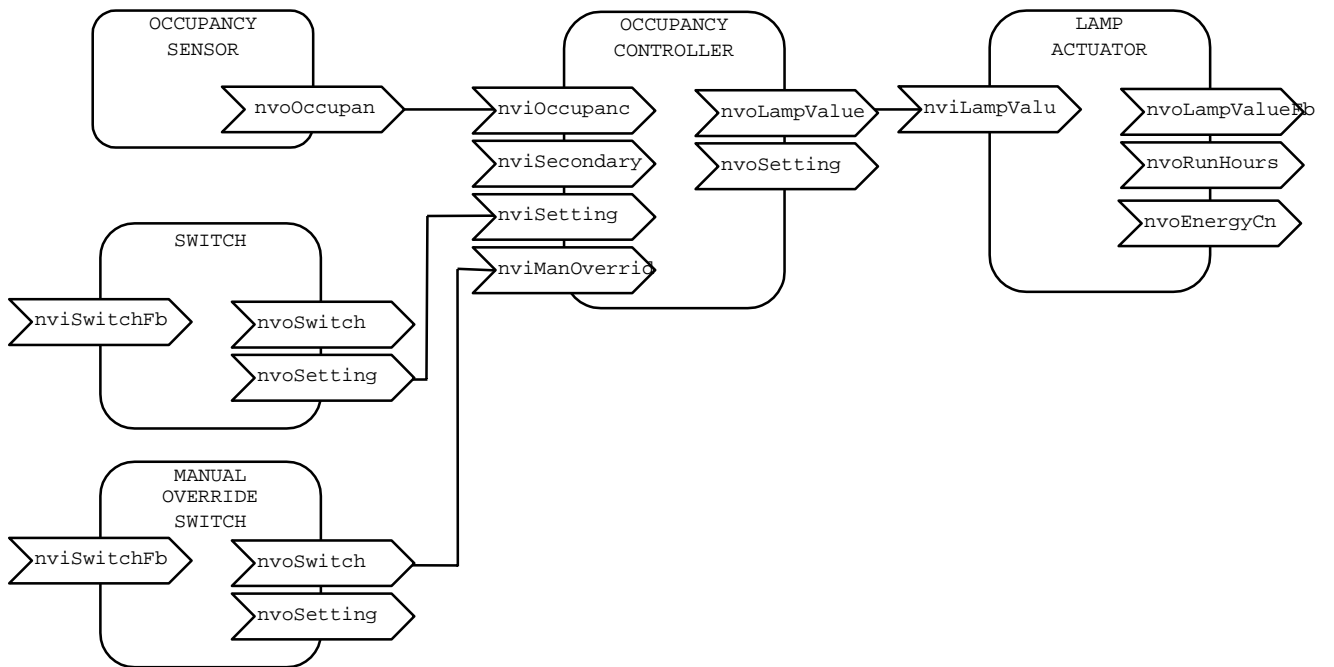 OCCUPANCY
SENSOR
nvoOccupan
OCCUPANCY
CONTROLLER
nviOccupanc
nviSecondary
nviSetting
nviManOverrid
nvoLampValue
nvoSetting
LAMP
ACTUATOR
nviLampValu
nvoLampValueFb
nvoRunHours
nvoEnergyCn
SWITCH
nviSwitchFb
nvoSwitch
nvoSetting
MANUAL
OVERRIDE
SWITCH
nviSwitchFb
nvoSwitch
nvoSetting